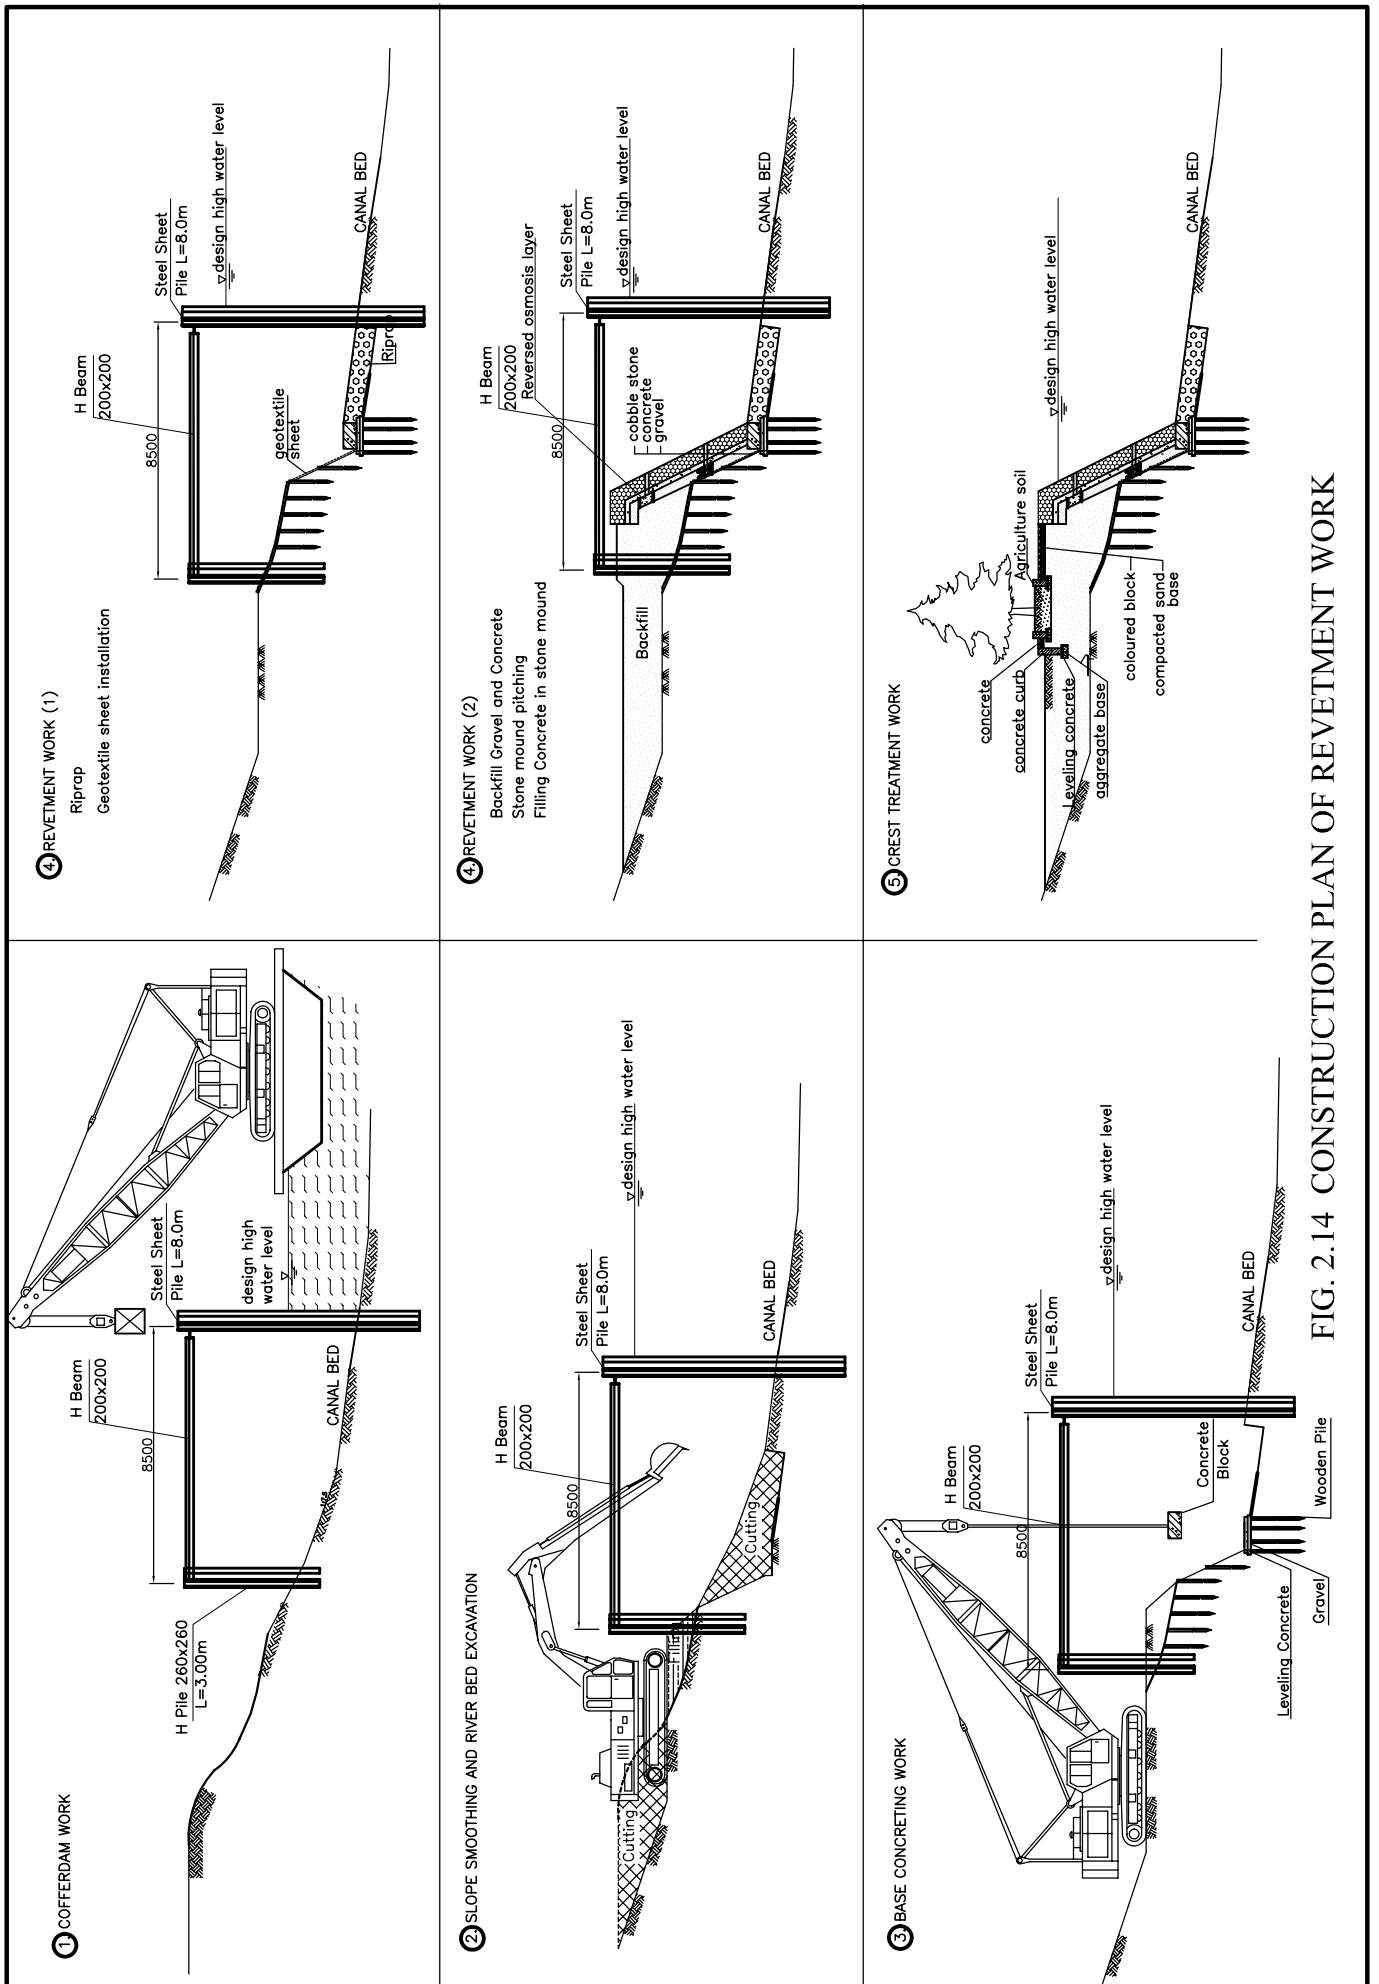 1. COFFERDAM WORK
H Pile 260x260
L=3.00m
H Beam
200x200
8500
Steel Sheet
Pile L=8.0m
design high
water level
CANAL BED
2. SLOPE SMOOTHING AND RIVER BED EXCAVATION
Cutting
Fill
H Beam
200x200
8500
Cutting
Steel Sheet
Pile L=8.0m
design high water level
CANAL BED
3. BASE CONCRETING WORK
H Beam
200x200
8500
Steel Sheet
Pile L=8.0m
design high water level
Concrete
Block
CANAL BED
Leveling Concrete
Gravel
Wooden Pile
4. REVETMENT WORK (1)
Riprap
Geotextile sheet installation
H Beam
200x200
8500
Steel Sheet
Pile L=8.0m
design high water level
geotextile
sheet
Riprap
CANAL BED
4. REVETMENT WORK (2)
Backfill Gravel and Concrete
Stone mound pitching
Filling Concrete in stone mound
H Beam
200x200
Reversed osmosis layer
8500
Steel Sheet
Pile L=8.0m
design high water level
cobble stone
concrete
gravel
Backfill
CANAL BED
5. CREST TREATMENT WORK
concrete
concrete curb
Leveling concrete
aggregate base
Agriculture soil
coloured block
compacted sand
base
design high water level
CANAL BED
FIG. 2.14 CONSTRUCTION PLAN OF REVETMENT WORK